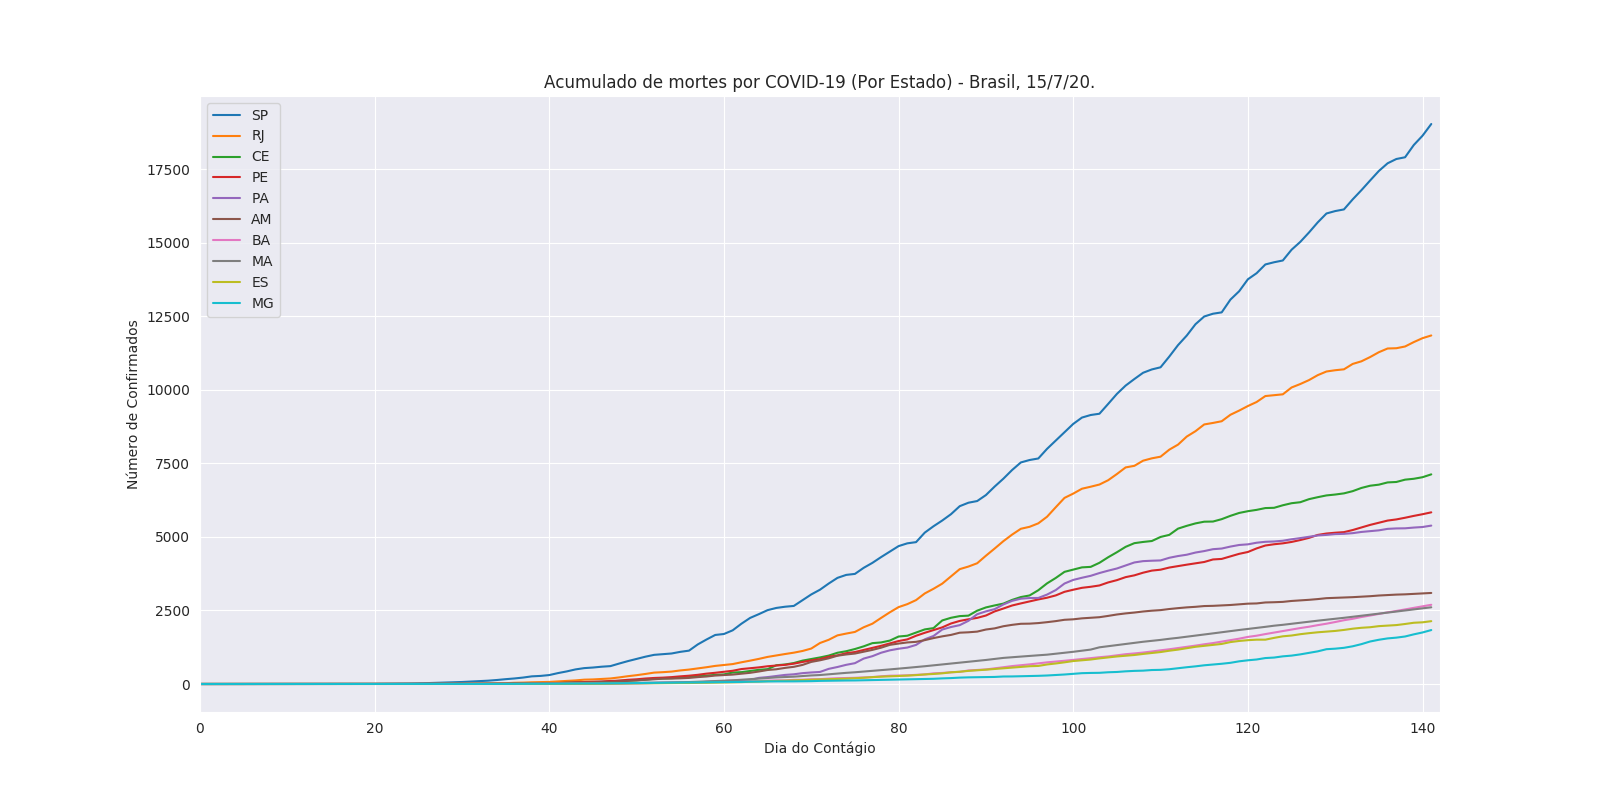 Acumulado de mortes por COVID-19 (Por Estado) - Brasil, 15/7/20.
SP
RJ
CE
PE
PA
AM
BA
MA
ES
MG
17500
15000
12500
10000
7500
5000
2500
0
Número de Confirmados
0 20 40 60 80 100 120 140
Dia do Contágio